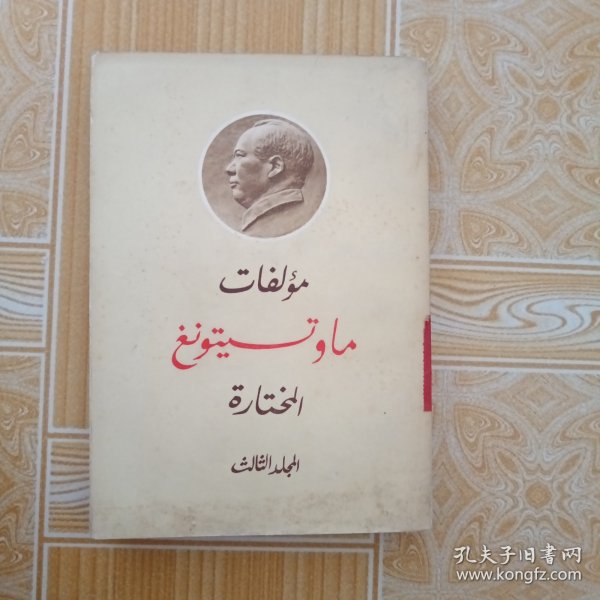 مؤلفات
ماوتسيتونغ
المختارة
المجلد الثالث
孔夫子旧书网
www.kongfz.com